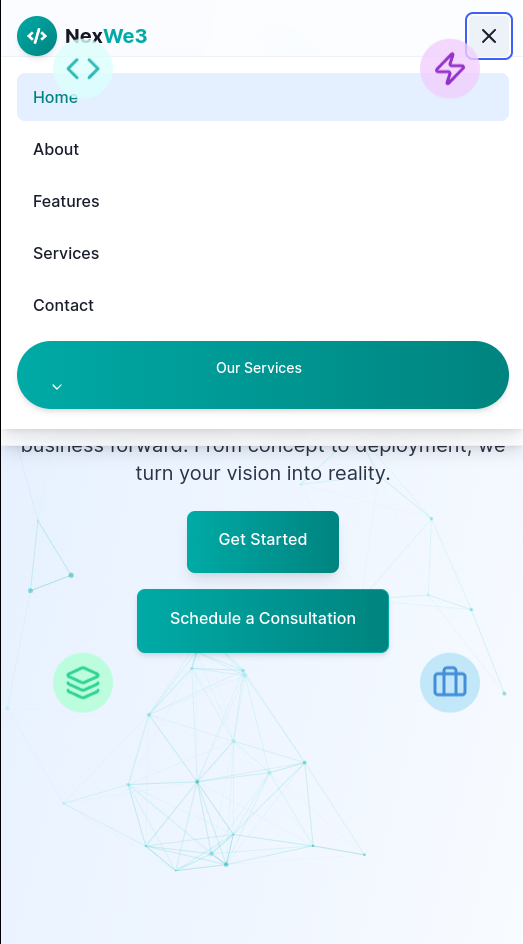 NexWe3
Home
About
Features
Services
Contact
Our Services
business forward. From concept to deployment, we
turn your vision into reality.
Get Started
Schedule a Consultation